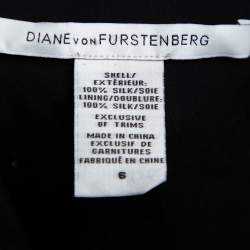 DIANE VON FURSTENBERG
SHELL/
EXTÉRIEUR:
100% SILK/SOIE
LINING/DOUBLURE:
100% SILK/SOIE
EXCLUSIVE
OF TRIMS
MADE IN CHINA
EXCLUSIF DE
GARNITURES
FABRIQUÉ EN CHINE
6